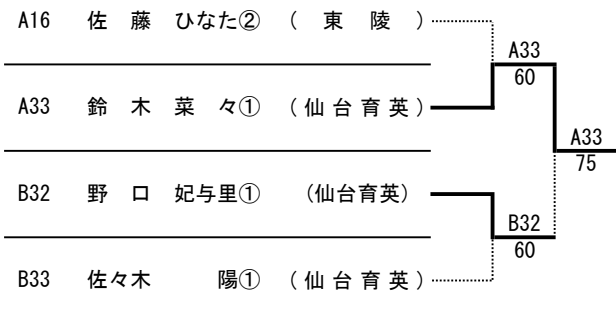 A16 佐 藤 ひなた② ( 東 陵 )
A33
60
A33 鈴 木 菜 々① (仙台育英)
A33
75
B32 野 口 妃与里① (仙台育英)
B32
60
B33 佐々木 陽① (仙台育英)